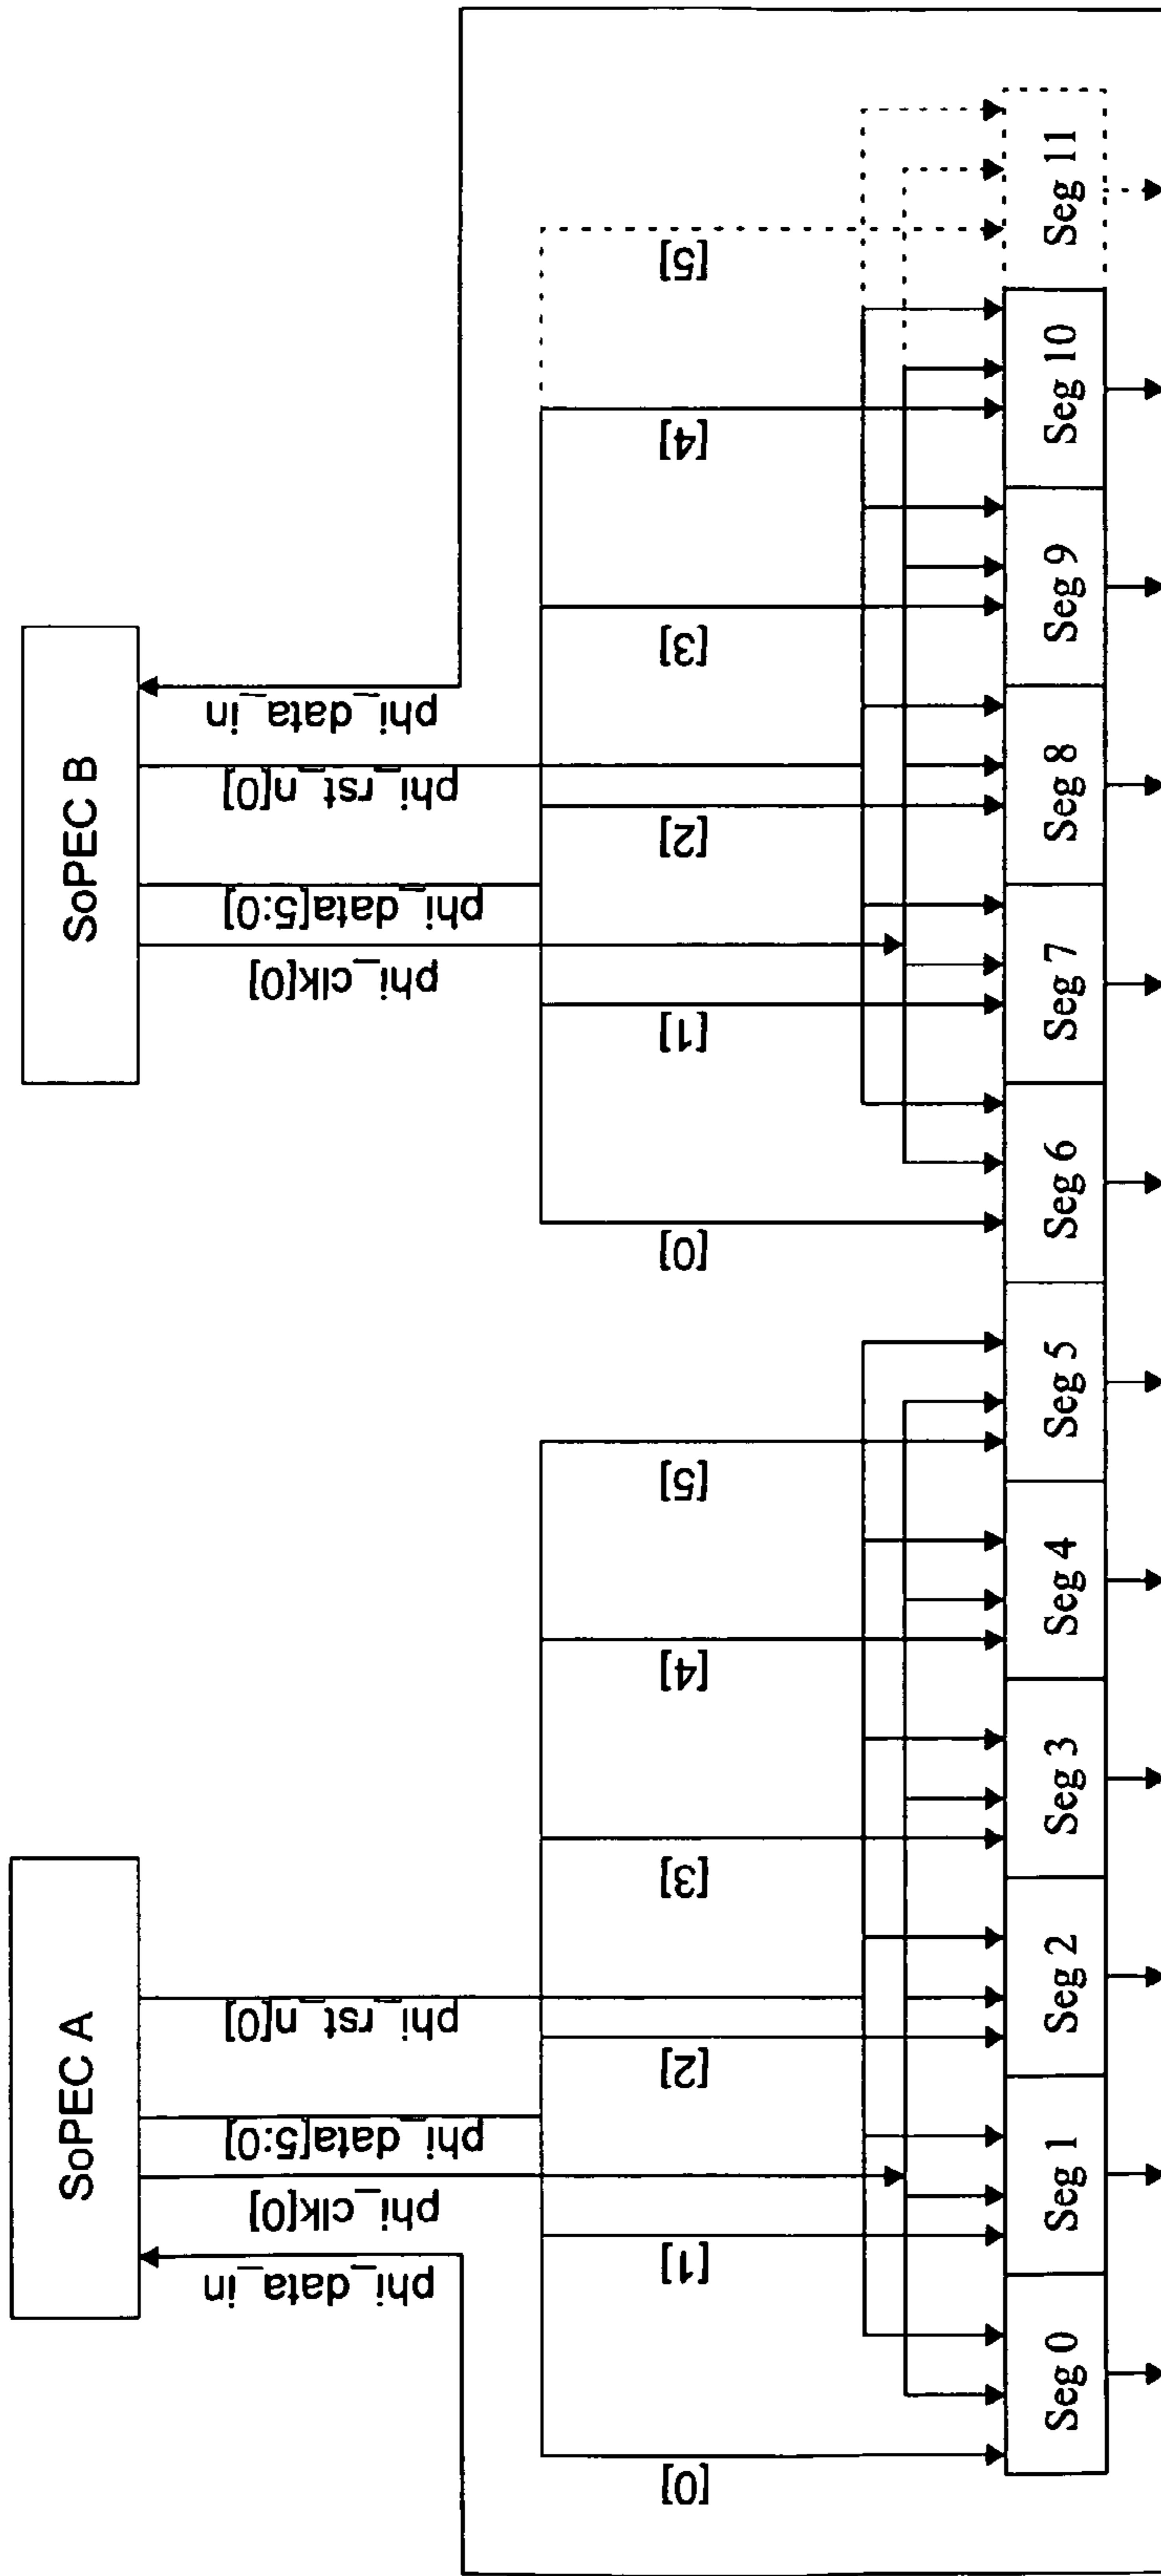 SoPEC A
SoPEC B
phi_data_in
phi_clk[0]
phi_data[5:0]
phi_rst_n[0]
phi_clk[0]
phi_data[5:0]
phi_rst_n[0]
phi_data_in
[0]
[1]
[2]
[3]
[4]
[5]
[0]
[1]
[2]
[3]
[4]
[5]
Seg 0
Seg 1
Seg 2
Seg 3
Seg 4
Seg 5
Seg 6
Seg 7
Seg 8
Seg 9
Seg 10
Seg 11